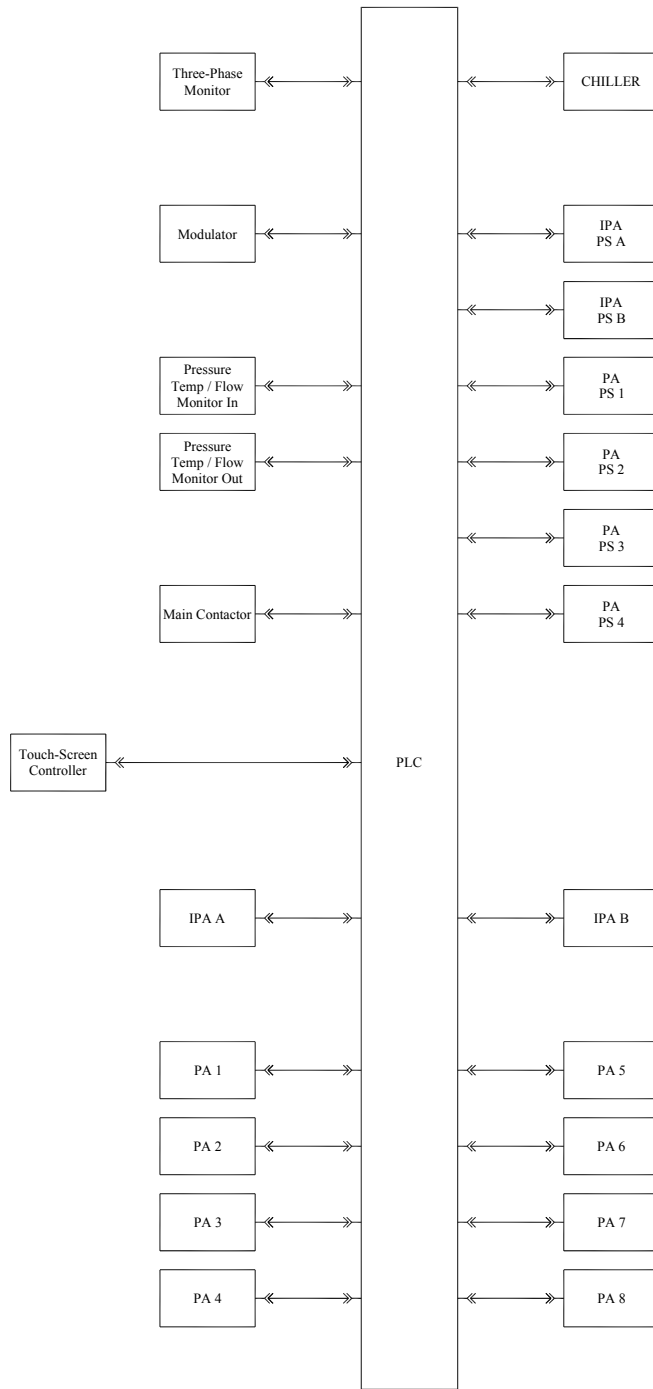 Three-Phase
Monitor
CHILLER
Modulator
IPA
PS A
IPA
PS B
Pressure
Temp / Flow
Monitor In
PA
PS 1
Pressure
Temp / Flow
Monitor Out
PA
PS 2
PA
PS 3
Main Contactor
PA
PS 4
Touch-Screen
Controller
PLC
IPA A
IPA B
PA 1
PA 5
PA 2
PA 6
PA 3
PA 7
PA 4
PA 8